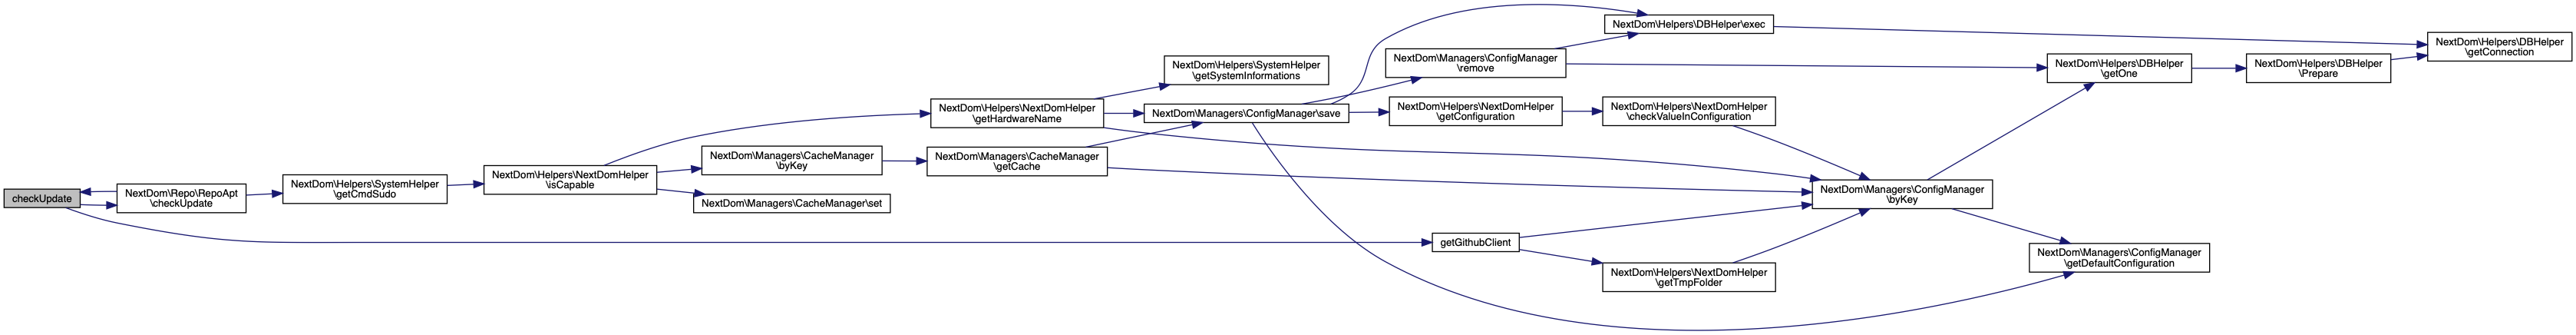 checkUpdate
NextDom\Repo\RepoApt
\checkUpdate
NextDom\Helpers\SystemHelper
\getCmdSudo
NextDom\Helpers\NextDomHelper
\isCapable
NextDom\Helpers\NextDomHelper
\getHardwareName
NextDom\Managers\CacheManager
\byKey
NextDom\Managers\CacheManager\set
NextDom\Managers\CacheManager
\getCache
NextDom\Helpers\SystemHelper
\getSystemInformations
NextDom\Managers\ConfigManager\save
NextDom\Managers\ConfigManager
\remove
NextDom\Helpers\NextDomHelper
\getConfiguration
getGithubClient
NextDom\Helpers\DBHelper\exec
NextDom\Helpers\NextDomHelper
\checkValueInConfiguration
NextDom\Helpers\NextDomHelper
\getTmpFolder
NextDom\Managers\ConfigManager
\byKey
NextDom\Helpers\DBHelper
\getOne
NextDom\Managers\ConfigManager
\getDefaultConfiguration
NextDom\Helpers\DBHelper
\Prepare
NextDom\Helpers\DBHelper
\getConnection